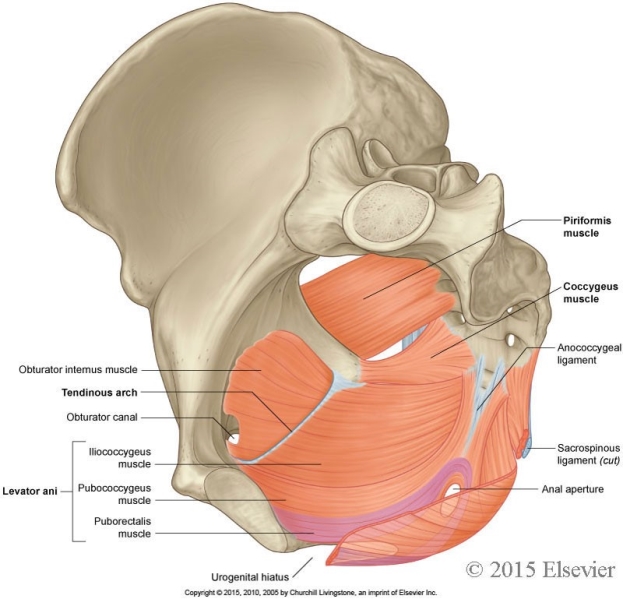 Piriformis
muscle
Coccygeus
muscle
Anococcygeal
ligament
Obturator internus muscle
Tendinous arch
Obturator canal
Iliococcygeus
muscle
Levator ani
Pubococcygeus
muscle
Puborectalis
muscle
Sacrospinous
ligament (cut)
Anal aperture
Urogenital hiatus
© 2015 Elsevier
Copyright © 2015, 2010, 2005 by Churchill Livingstone, an imprint of Elsevier Inc.